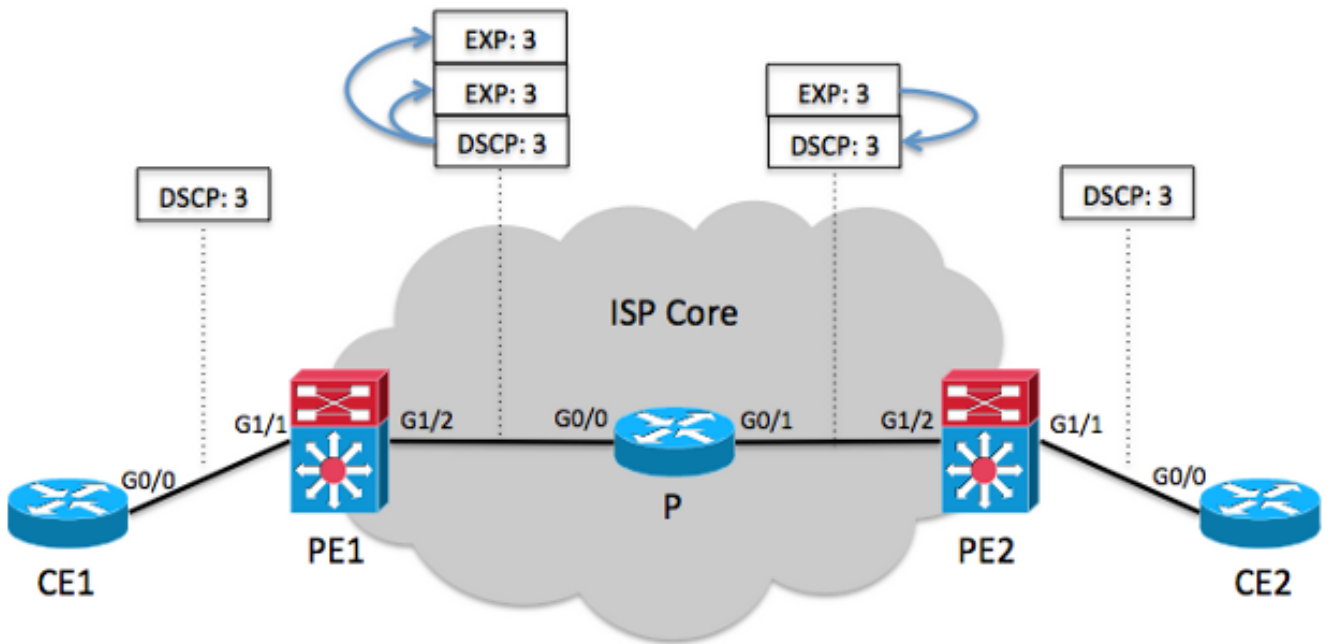 EXP: 3
EXP: 3
DSCP: 3
EXP: 3
DSCP: 3
DSCP: 3
DSCP: 3
ISP Core
G1/1
G1/2
G0/0
G0/1
G1/2
G1/1
G0/0
G0/0
P
PE1
PE2
CE1
CE2